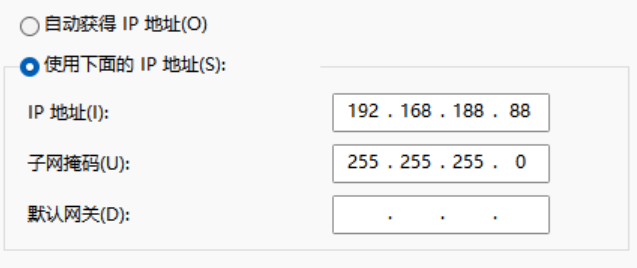 自动获得 IP 地址(O)
使用下面的 IP 地址(S):
IP 地址(I): 192 . 168 . 188 . 88
子网掩码(U): 255 . 255 . 255 . 0
默认网关(D): . . .